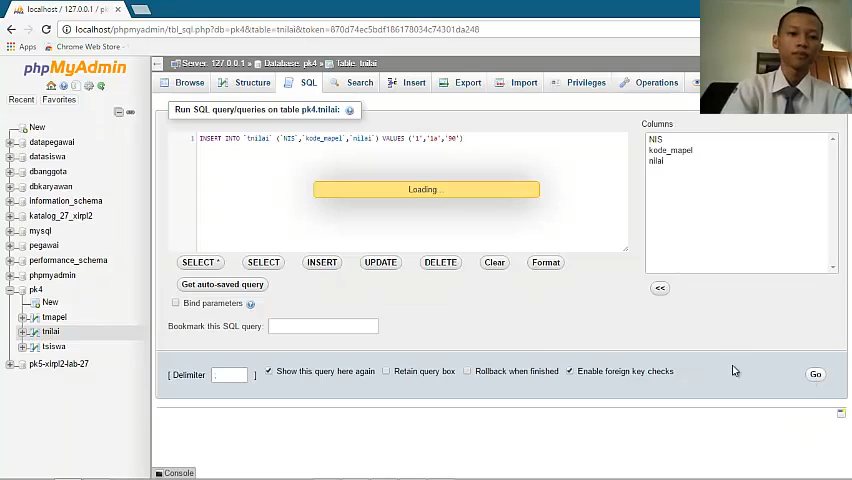 localhost / 127.0.0.1 / pk
localhost/phpmyadmin/tbl_sql.php?db=pk4&table=tnilai&token=870d74ec5bdf186178034c74301da248
Apps
Chrome Web Store -
phpMyAdmin
Recent
Favorites
New
datapegawai
datasiswa
dbanggota
dbkaryawan
information_schema
katalog_27_xirpl2
mysql
pegawai
performance_schema
phpmyadmin
pk4
New
tmapel
tnilai
tsiswa
pk5-xirpl2-lab-27
Server: 127.0.0.1 » Database: pk4 » Table: tnilai
Browse
Structure
SQL
Search
Insert
Export
Import
Privileges
Operations
Run SQL query/queries on table pk4.tnilai:
1 INSERT INTO `tnilai` (`NIS`,`kode_mapel`,`nilai`) VALUES ('1','1a','90')
Loading...
Columns
NIS
kode_mapel
nilai
<<
SELECT *
SELECT
INSERT
UPDATE
DELETE
Clear
Format
Get auto-saved query
Bind parameters
Bookmark this SQL query:
[ Delimiter ; ]
Show this query here again
Retain query box
Rollback when finished
Enable foreign key checks
Go
Console